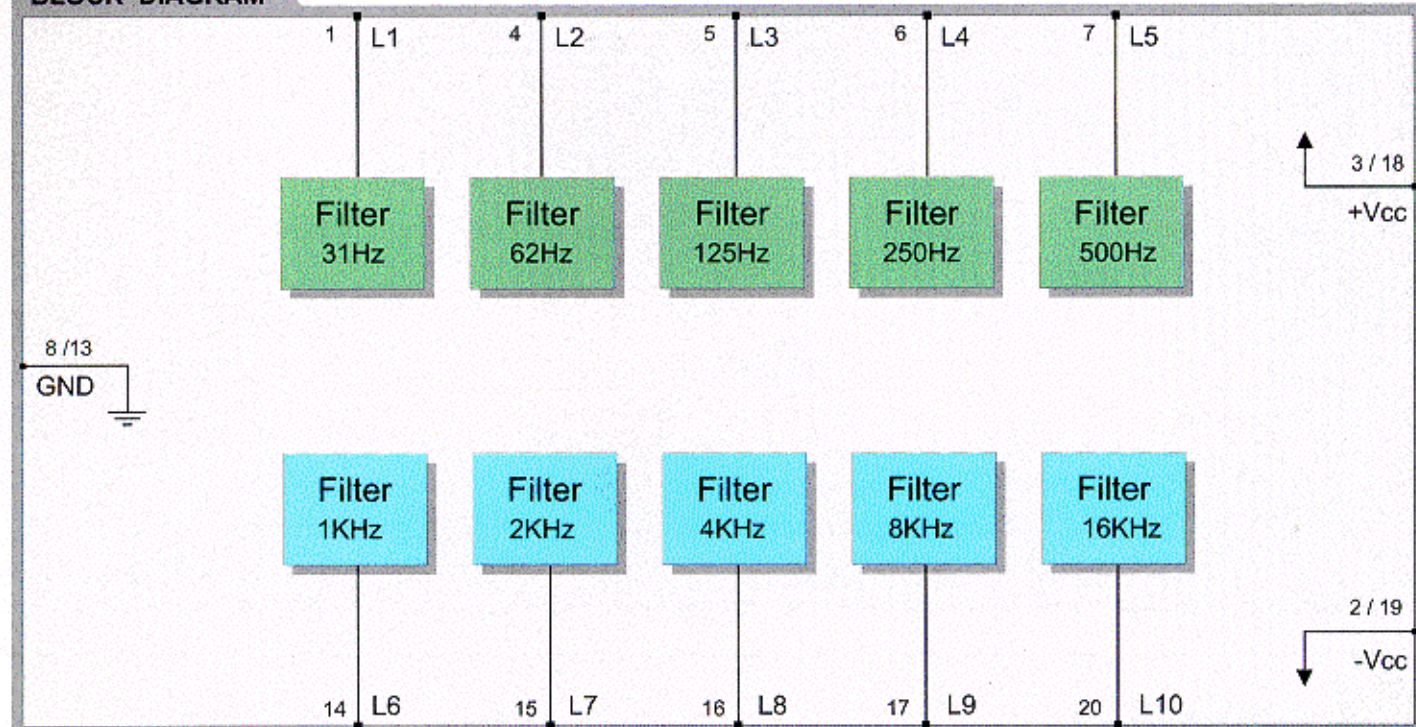 BLOCK DIAGRAM
1 L1 4 L2 5 L3 6 L4 7 L5
3 / 18
+Vcc
Filter Filter Filter Filter Filter
31Hz 62Hz 125Hz 250Hz 500Hz
8 /13
GND
Filter Filter Filter Filter Filter
1KHz 2KHz 4KHz 8KHz 16KHz
2 / 19
-Vcc
14 L6 15 L7 16 L8 17 L9 20 L10